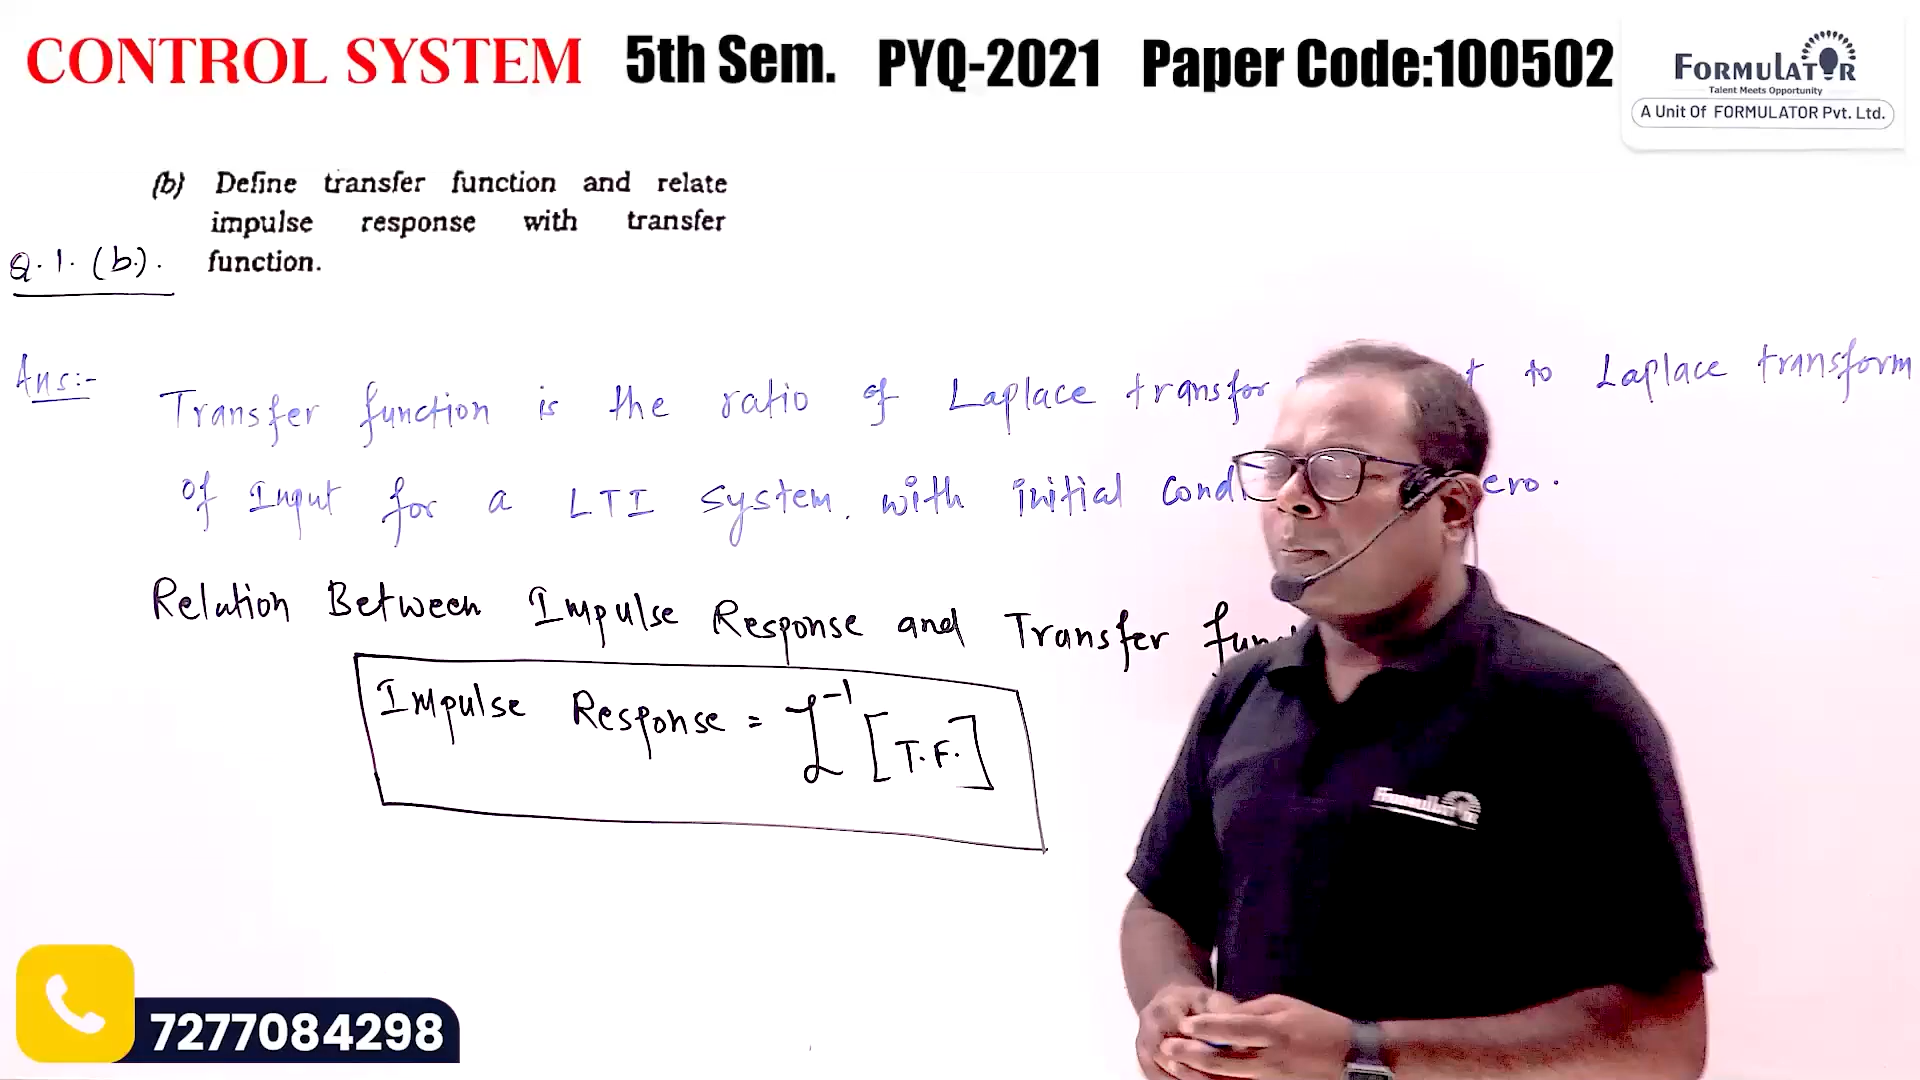 CONTROL SYSTEM 5th Sem. PYQ-2021 Paper Code:100502
FORMULATOR
Talent Meets Opportunity
A Unit Of FORMULATOR Pvt. Ltd.
(b) Define transfer function and relate
impulse response with transfer
function.
Q.1.(b).
Ans:-
Transfer function is the ratio of Laplace transfor to Laplace transform
of Input for a LTI system, with initial
Relation Between Impulse Response and Transfer
Impulse Response = L⁻¹ [T.F.]
FORMULATOR
7277084298